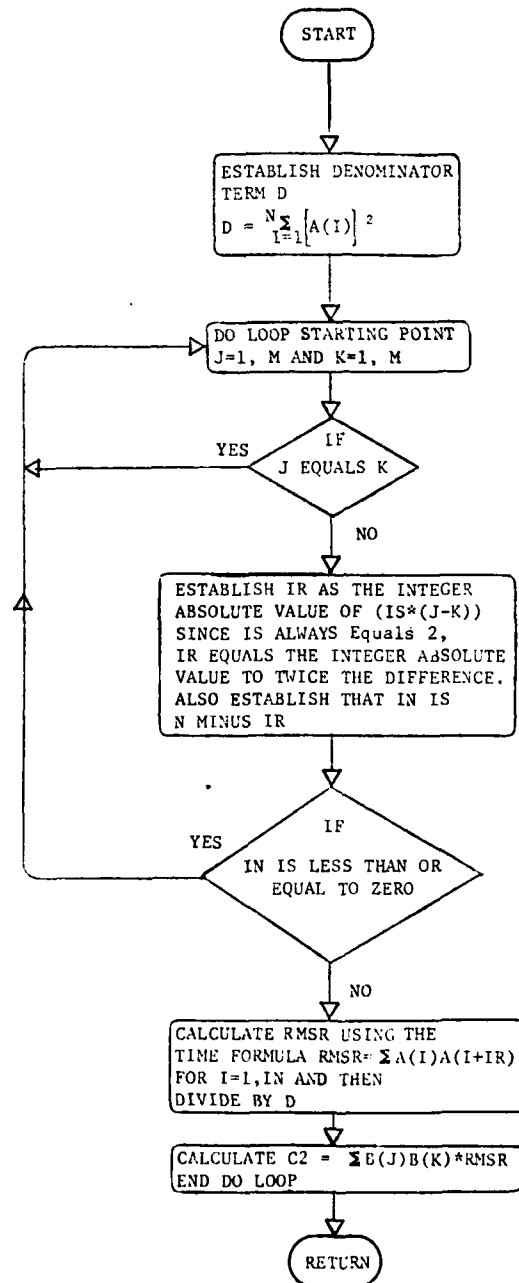 START
ESTABLISH DENOMINATOR
TERM D
D = N Σ I=1 [A(I)] 2
DO LOOP STARTING POINT
J=1, M AND K=1, M
IF
YES
J EQUALS K
NO
ESTABLISH IR AS THE INTEGER
ABSOLUTE VALUE OF (IS*(J-K))
SINCE IS ALWAYS Equals 2,
IR EQUALS THE INTEGER ABSOLUTE
VALUE TO TWICE THE DIFFERENCE.
ALSO ESTABLISH THAT IN IS
N MINUS IR
IF
YES
IN IS LESS THAN OR
EQUAL TO ZERO
NO
CALCULATE RMSR USING THE
TIME FORMULA RMSR= ΣA(I)A(I+IR)
FOR I=1,IN AND THEN
DIVIDE BY D
CALCULATE C2 = ΣB(J)B(K)*RMSR
END DO LOOP
RETURN